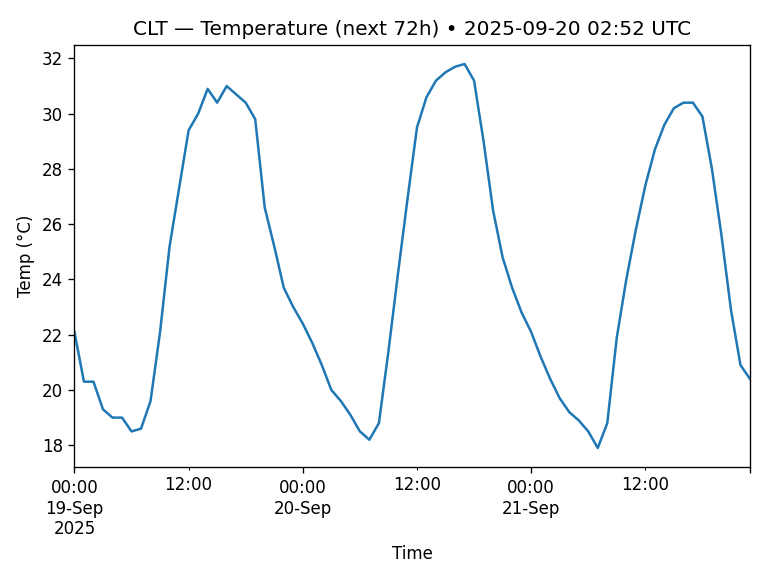 CLT — Temperature (next 72h) • 2025-09-20 02:52 UTC
Temp (°C)
32
30
28
26
24
22
20
18
00:00 12:00 00:00 12:00 00:00 12:00
19-Sep 20-Sep 21-Sep
2025
Time